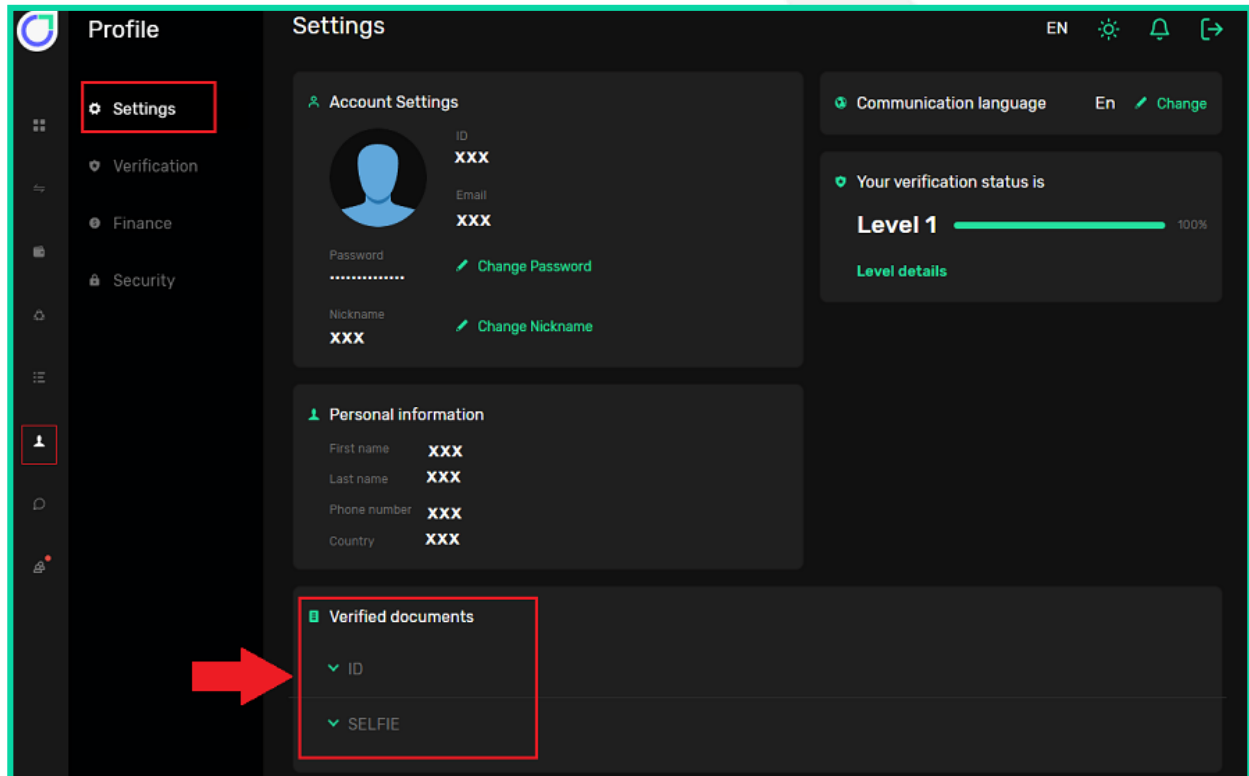 Profile
Settings
Verification
Finance
Security
Settings
EN
Account Settings
ID
xxx
Email
xxx
Password
••••••••••••••
Change Password
Nickname
xxx
Change Nickname
Communication language En Change
Your verification status is
Level 1 100%
Level details
Personal information
First name xxx
Last name xxx
Phone number xxx
Country xxx
Verified documents
ID
SELFIE